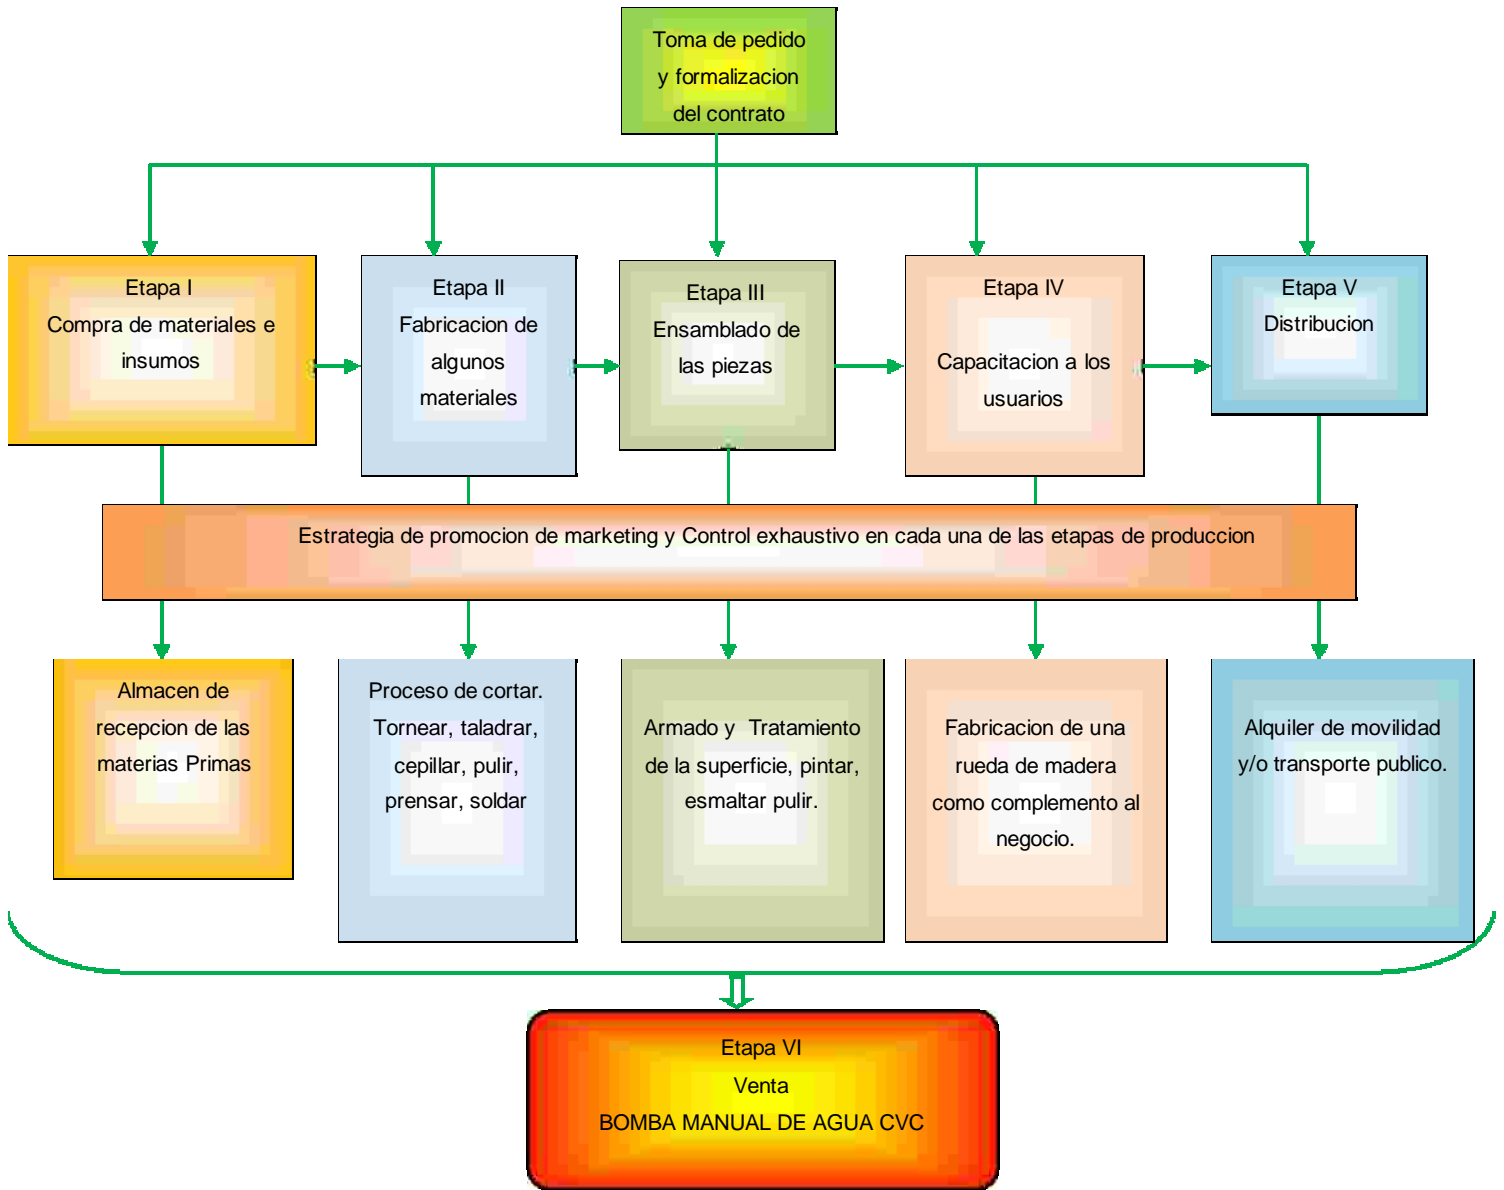 Toma de pedido
y formalizacion
del contrato
Etapa I
Compra de materiales e
insumos
Etapa II
Fabricacion de
algunos
materiales
Etapa III
Ensamblado de
las piezas
Etapa IV
Capacitacion a los
usuarios
Etapa V
Distribucion
Estrategia de promocion de marketing y Control exhaustivo en cada una de las etapas de produccion
Almacen de
recepcion de las
materias Primas
Proceso de cortar.
Tornear, taladrar,
cepillar, pulir,
prensar, soldar
Armado y Tratamiento
de la superficie, pintar,
esmaltar pulir.
Fabricacion de una
rueda de madera
como complemento al
negocio.
Alquiler de movilidad
y/o transporte publico.
Etapa VI
Venta
BOMBA MANUAL DE AGUA CVC